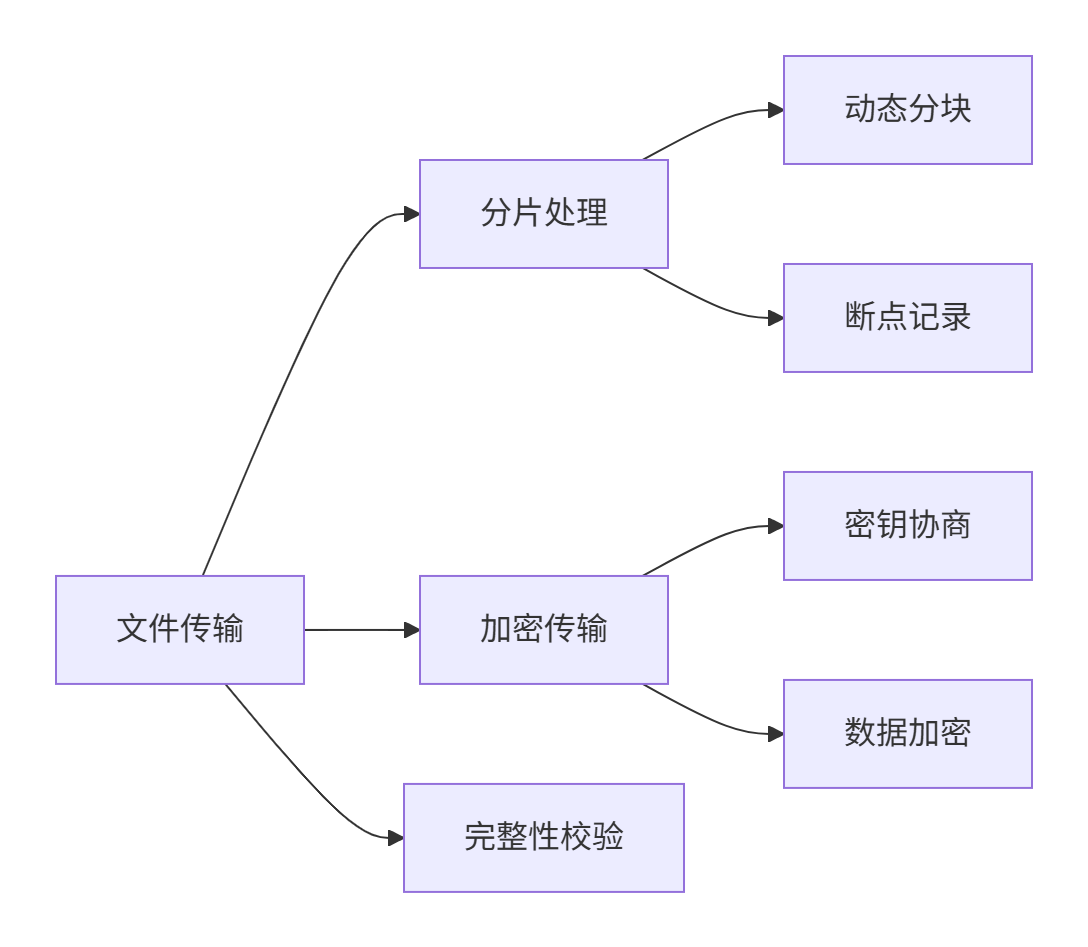 动态分块
分片处理
断点记录
密钥协商
文件传输
加密传输
数据加密
完整性校验